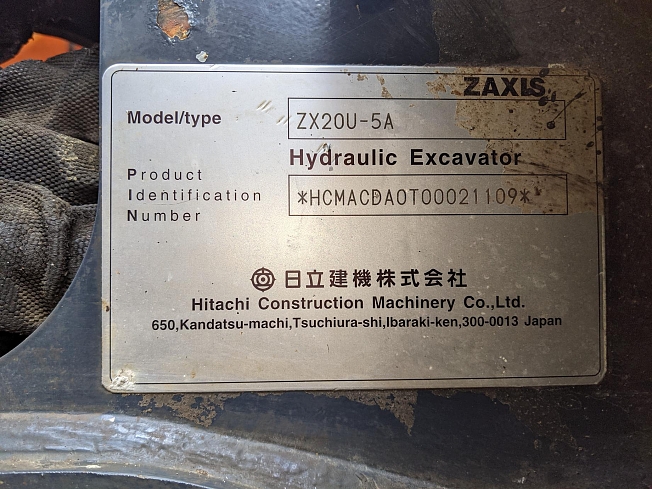 ZAXIS
Model/type ZX20U-5A
Hydraulic Excavator
Product
Identification
Number
*HCMACDA0T00021109*
日立建機株式会社
Hitachi Construction Machinery Co.,Ltd.
650,Kandatsu-machi,Tsuchiura-shi,Ibaraki-ken,300-0013 Japan